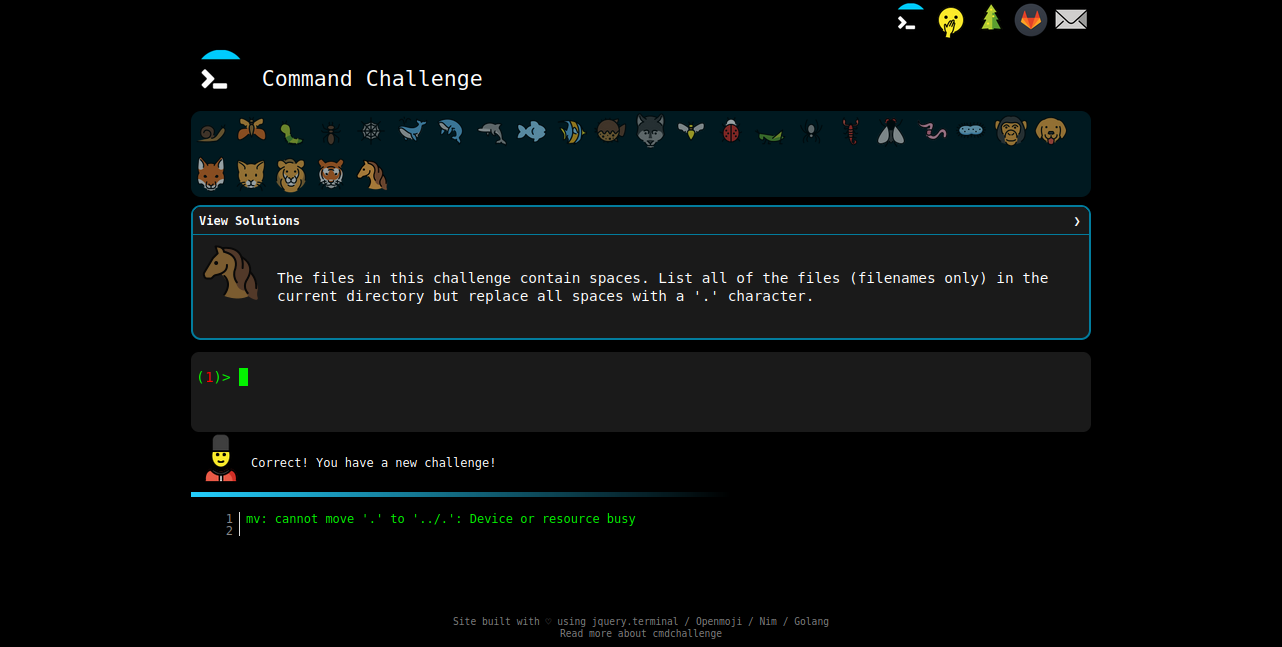 Command Challenge
View Solutions ❯
The files in this challenge contain spaces. List all of the files (filenames only) in the
current directory but replace all spaces with a '.' character.
(1)>
Correct! You have a new challenge!
1 mv: cannot move '.' to '../.': Device or resource busy
2
Site built with ♡ using jquery.terminal / Openmoji / Nim / Golang
Read more about cmdchallenge